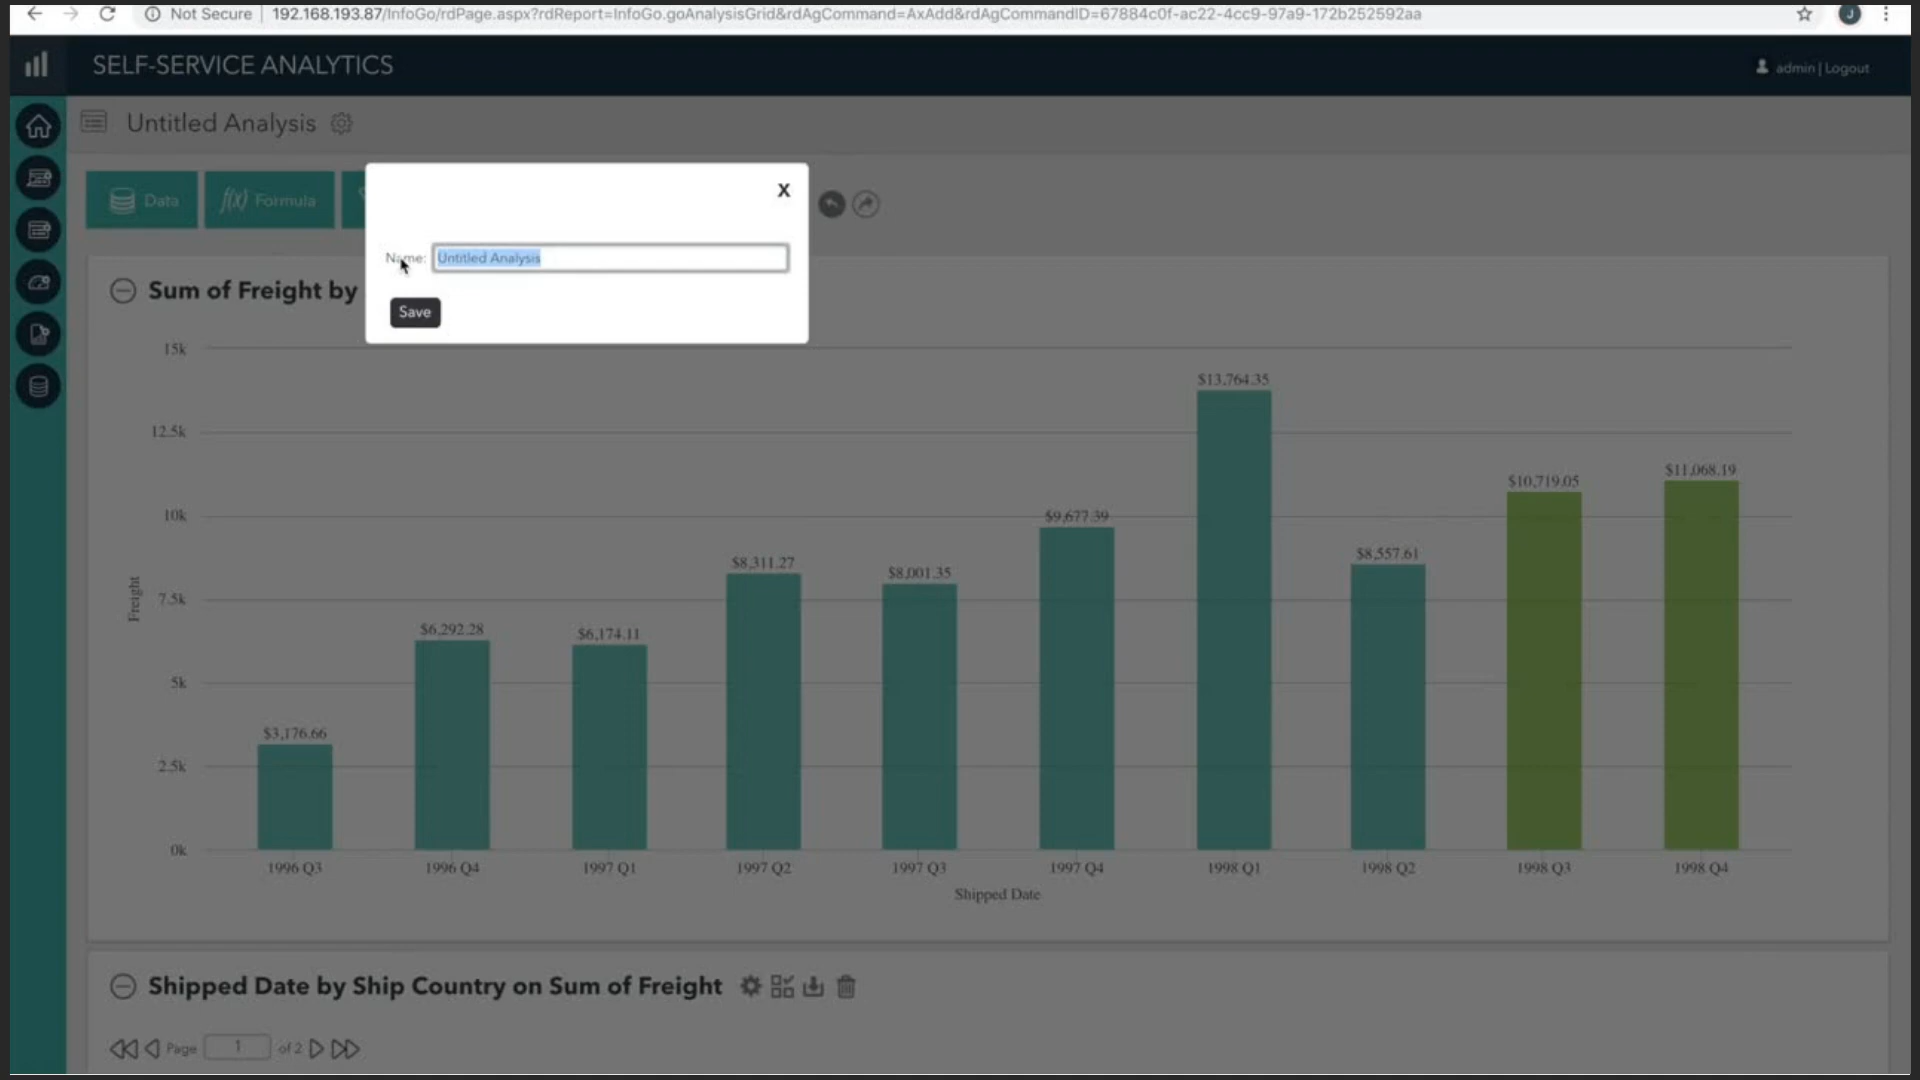 Not Secure | 192.168.193.87/InfoGo/rdPage.aspx?rdReport=InfoGo.goAnalysisGrid&rdAgCommand=AxAdd&rdAgCommandID=67884c0f-ac22-4cc9-97a9-172b252592aa
J
SELF-SERVICE ANALYTICS
admin | Logout
Untitled Analysis
Data
f(x) Formula
X
Name: Untitled Analysis
Save
Sum of Freight by
15k
12.5k
10k
7.5k
5k
2.5k
0k
Freight
$3,176.66
$6,292.28
$6,174.11
$8,311.27
$8,001.35
$9,677.39
$13,764.35
$8,557.61
$10,719.05
$11,068.19
1996 Q3
1996 Q4
1997 Q1
1997 Q2
1997 Q3
1997 Q4
1998 Q1
1998 Q2
1998 Q3
1998 Q4
Shipped Date
Shipped Date by Ship Country on Sum of Freight
Page 1 of 2